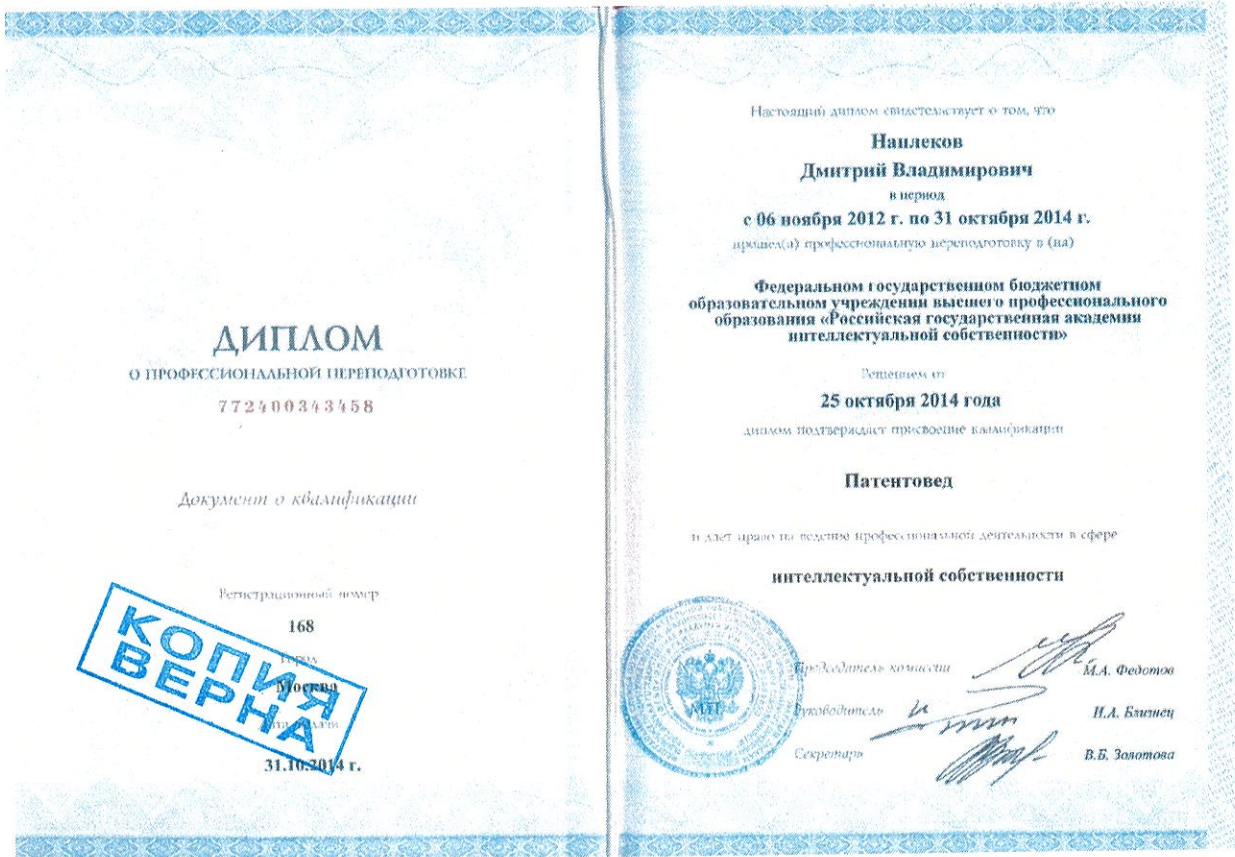 ДИПЛОМ
О ПРОФЕССИОНАЛЬНОЙ ПЕРЕПОДГОТОВКЕ
772400343458
Документ о квалификации
Регистрационный номер
168
Город
Москва
Дата выдачи
31.10.2014 г.
КОПИЯ
ВЕРНА
Настоящий диплом свидетельствует о том, что
Дмитрий Владимирович
в период
с 06 ноября 2012 г. по 31 октября 2014 г.
прошел(а) профессиональную переподготовку в (на)
Федеральном государственном бюджетном
образовательном учреждении высшего профессионального
образования «Российская государственная академия
интеллектуальной собственности»
Решением от
25 октября 2014 года
диплом подтверждает присвоение квалификации
Патентовед
и дает право на ведение профессиональной деятельности в сфере
интеллектуальной собственности
Председатель комиссии
М.А. Федотов
Руководитель
И.А. Близнец
Секретарь
В.Б. Золотова
М.П.